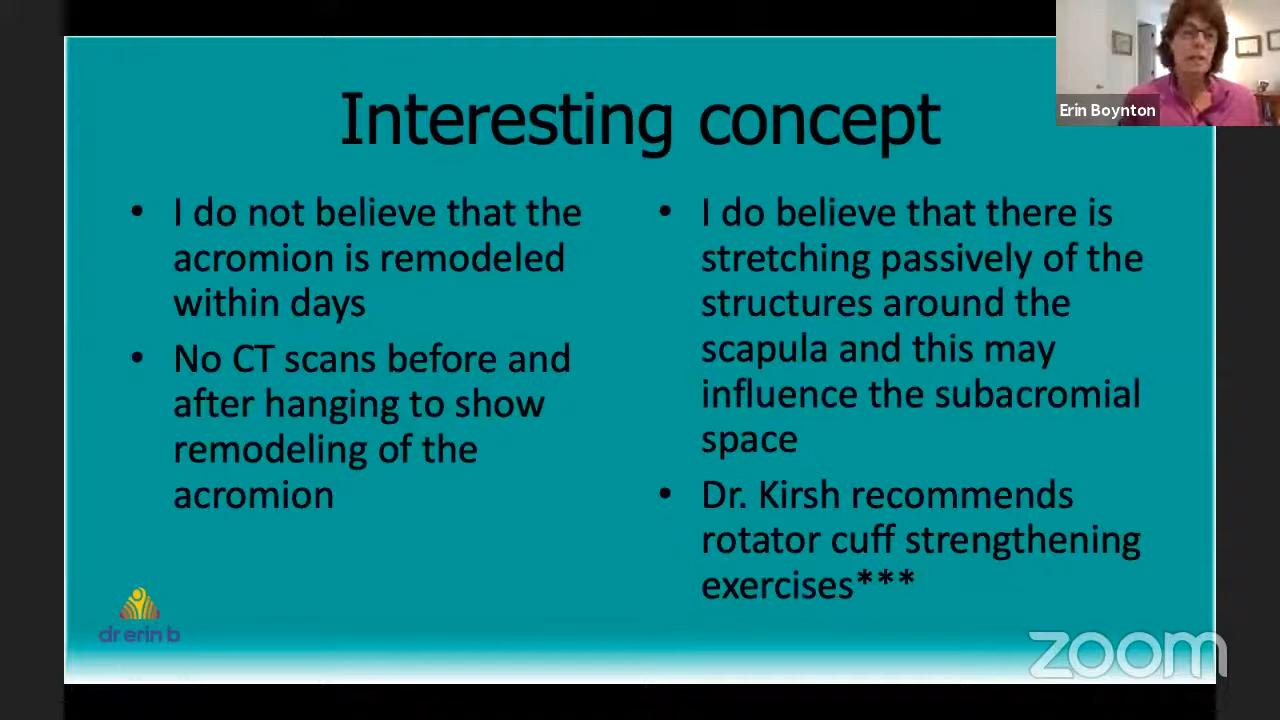 Interesting concept
Erin Boynton
• I do not believe that the
acromion is remodeled
within days
• No CT scans before and
after hanging to show
remodeling of the
acromion
• I do believe that there is
stretching passively of the
structures around the
scapula and this may
influence the subacromial
space
• Dr. Kirsh recommends
rotator cuff strengthening
exercises***
dr erin b
zoom